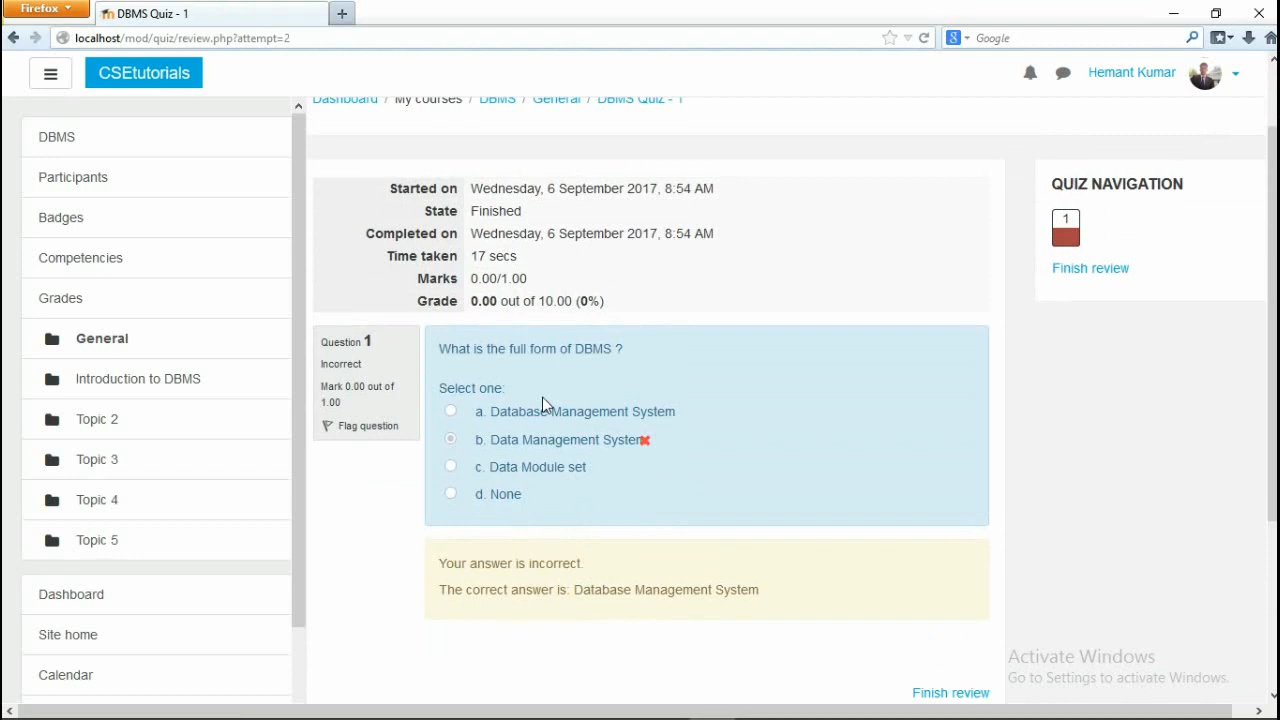 Firefox
DBMS Quiz - 1
localhost/mod/quiz/review.php?attempt=2
Google
CSEtutorials
Hemant Kumar
Dashboard / My courses / DBMS / General / DBMS Quiz - 1
DBMS
Participants
Badges
Competencies
Grades
General
Introduction to DBMS
Topic 2
Topic 3
Topic 4
Topic 5
Dashboard
Site home
Calendar
Started on Wednesday, 6 September 2017, 8:54 AM
State Finished
Completed on Wednesday, 6 September 2017, 8:54 AM
Time taken 17 secs
Marks 0.00/1.00
Grade 0.00 out of 10.00 (0%)
Question 1
Incorrect
Mark 0.00 out of
1.00
Flag question
What is the full form of DBMS ?
Select one:
a. Database Management System
b. Data Management System
c. Data Module set
d. None
Your answer is incorrect.
The correct answer is: Database Management System
Finish review
QUIZ NAVIGATION
1
Finish review
Activate Windows
Go to Settings to activate Windows.